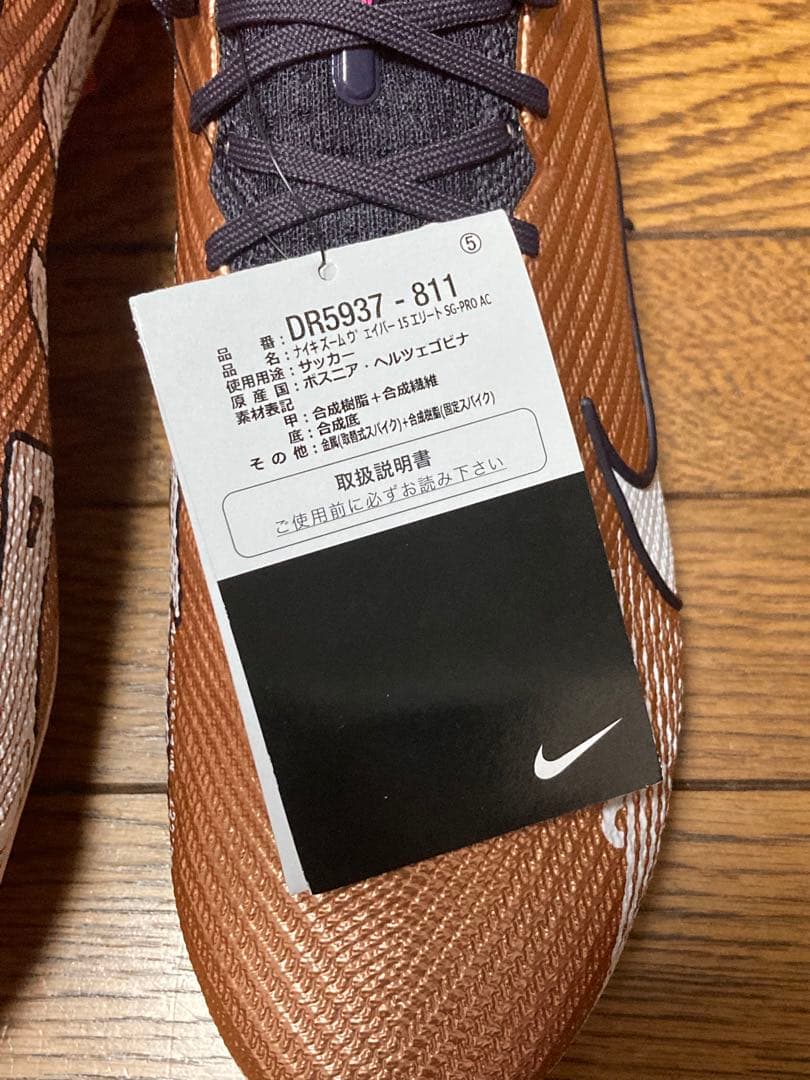 ⑤
品番:DR5937 - 811
品名:ナイキズームヴェイパー 15 エリート SG-PRO AC
使用用途:サッカー
原産国:ボスニア・ヘルツェゴビナ
素材表記
甲:合成樹脂+合成繊維
底:合成底
その他:金属(取替式スパイク)+合成樹脂(固定スパイク)
取扱説明書
ご使用前に必ずお読み下さい